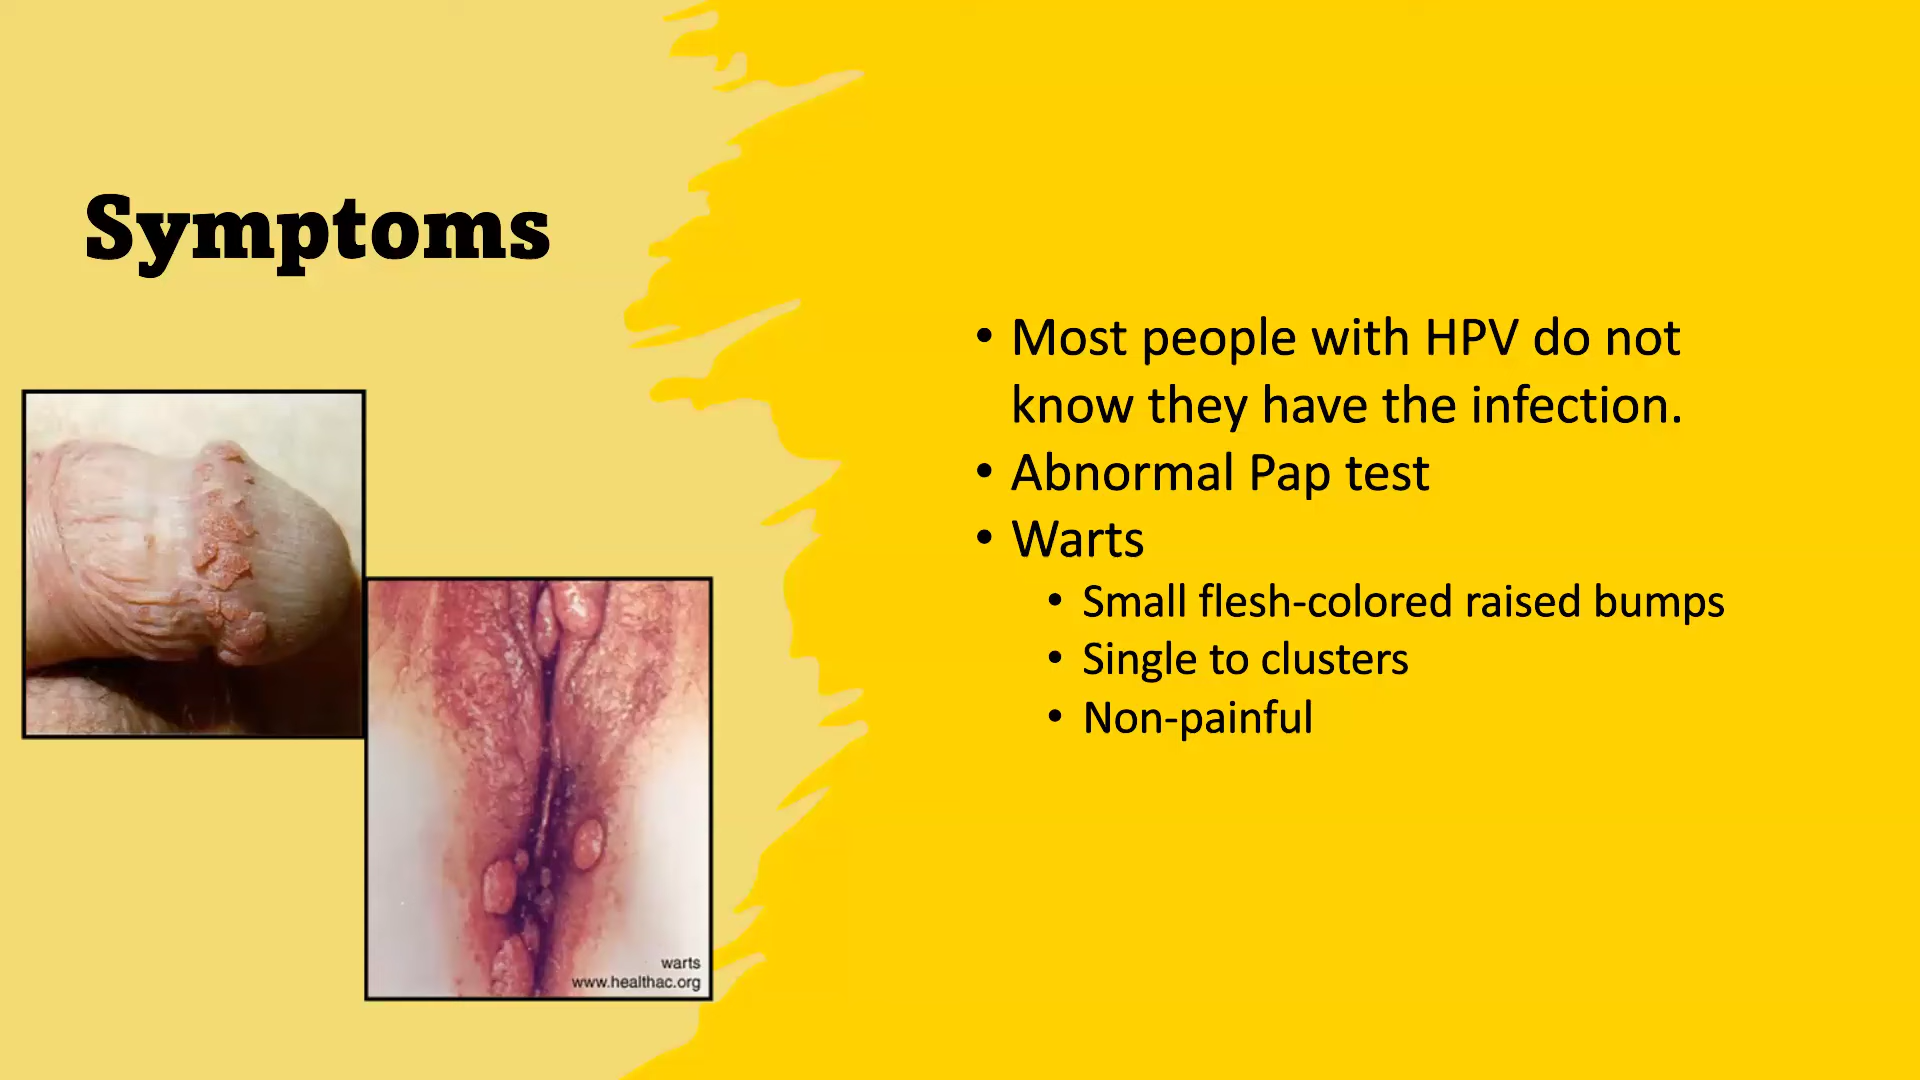 Symptoms
• Most people with HPV do not
know they have the infection.
• Abnormal Pap test
• Warts
• Small flesh-colored raised bumps
• Single to clusters
• Non-painful
warts
www.healthac.org